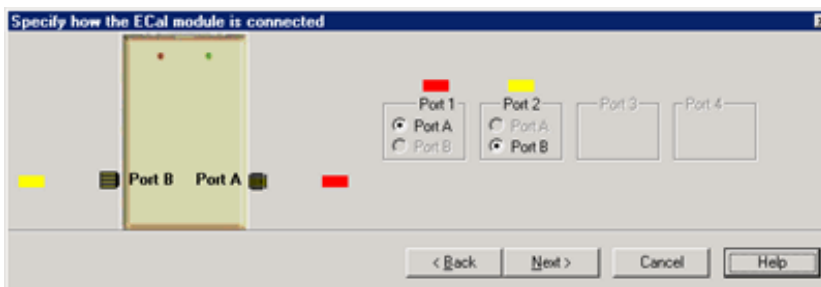 Specify how the ECal module is connected
Port 1
Port 2
Port 3
Port 4
Port A
Port A
Port B
Port B
Port B
Port A
< Back
Next >
Cancel
Help